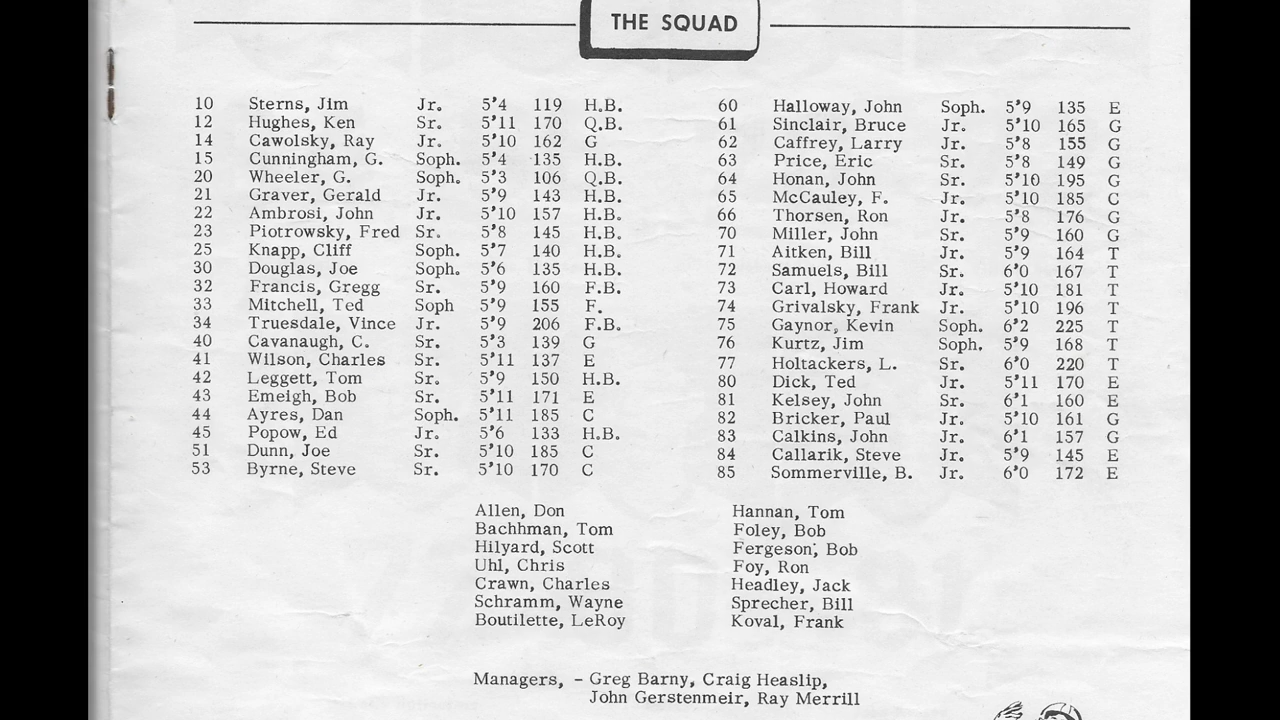 THE SQUAD
10 Sterns, Jim Jr. 5'4 119 H.B.
12 Hughes, Ken Sr. 5'11 170 Q.B.
14 Cawolsky, Ray Jr. 5'10 162 G
15 Cunningham, G. Soph. 5'4 135 H.B.
20 Wheeler, G. Soph. 5'3 106 Q.B.
21 Graver, Gerald Jr. 5'9 143 H.B.
22 Ambrosi, John Jr. 5'10 157 H.B.
23 Piotrowsky, Fred Sr. 5'8 145 H.B.
25 Knapp, Cliff Soph. 5'7 140 H.B.
30 Douglas, Joe Soph. 5'6 135 H.B.
32 Francis, Gregg Sr. 5'9 160 F.B.
33 Mitchell, Ted Soph 5'9 155 F.
34 Truesdale, Vince Jr. 5'9 206 F.B.
40 Cavanaugh, C. Sr. 5'3 139 G
41 Wilson, Charles Sr. 5'11 137 E
42 Leggett, Tom Sr. 5'9 150 H.B.
43 Emeigh, Bob Sr. 5'11 171 E
44 Ayres, Dan Soph. 5'11 185 C
45 Popow, Ed Jr. 5'6 133 H.B.
51 Dunn, Joe Sr. 5'10 185 C
53 Byrne, Steve Sr. 5'10 170 C
60 Halloway, John Soph. 5'9 135 E
61 Sinclair, Bruce Jr. 5'10 165 G
62 Caffrey, Larry Jr. 5'8 155 G
63 Price, Eric Sr. 5'8 149 G
64 Honan, John Sr. 5'10 195 G
65 McCauley, F. Jr. 5'10 185 C
66 Thorsen, Ron Jr. 5'8 176 G
70 Miller, John Sr. 5'9 160 G
71 Aitken, Bill Jr. 5'9 164 T
72 Samuels, Bill Sr. 6'0 167 T
73 Carl, Howard Jr. 5'10 181 T
74 Grivalsky, Frank Jr. 5'10 196 T
75 Gaynor, Kevin Soph. 6'2 225 T
76 Kurtz, Jim Soph. 5'9 168 T
77 Holtackers, L. Sr. 6'0 220 T
80 Dick, Ted Jr. 5'11 170 E
81 Kelsey, John Sr. 6'1 160 E
82 Bricker, Paul Jr. 5'10 161 G
83 Calkins, John Jr. 6'1 157 G
84 Callarik, Steve Jr. 5'9 145 E
85 Sommerville, B. Jr. 6'0 172 E
Allen, Don
Bachhman, Tom
Hilyard, Scott
Uhl, Chris
Crawn, Charles
Schramm, Wayne
Boutilette, LeRoy
Hannan, Tom
Foley, Bob
Fergeson, Bob
Foy, Ron
Headley, Jack
Sprecher, Bill
Koval, Frank
Managers, - Greg Barny, Craig Heaslip,
John Gerstenmeir, Ray Merrill